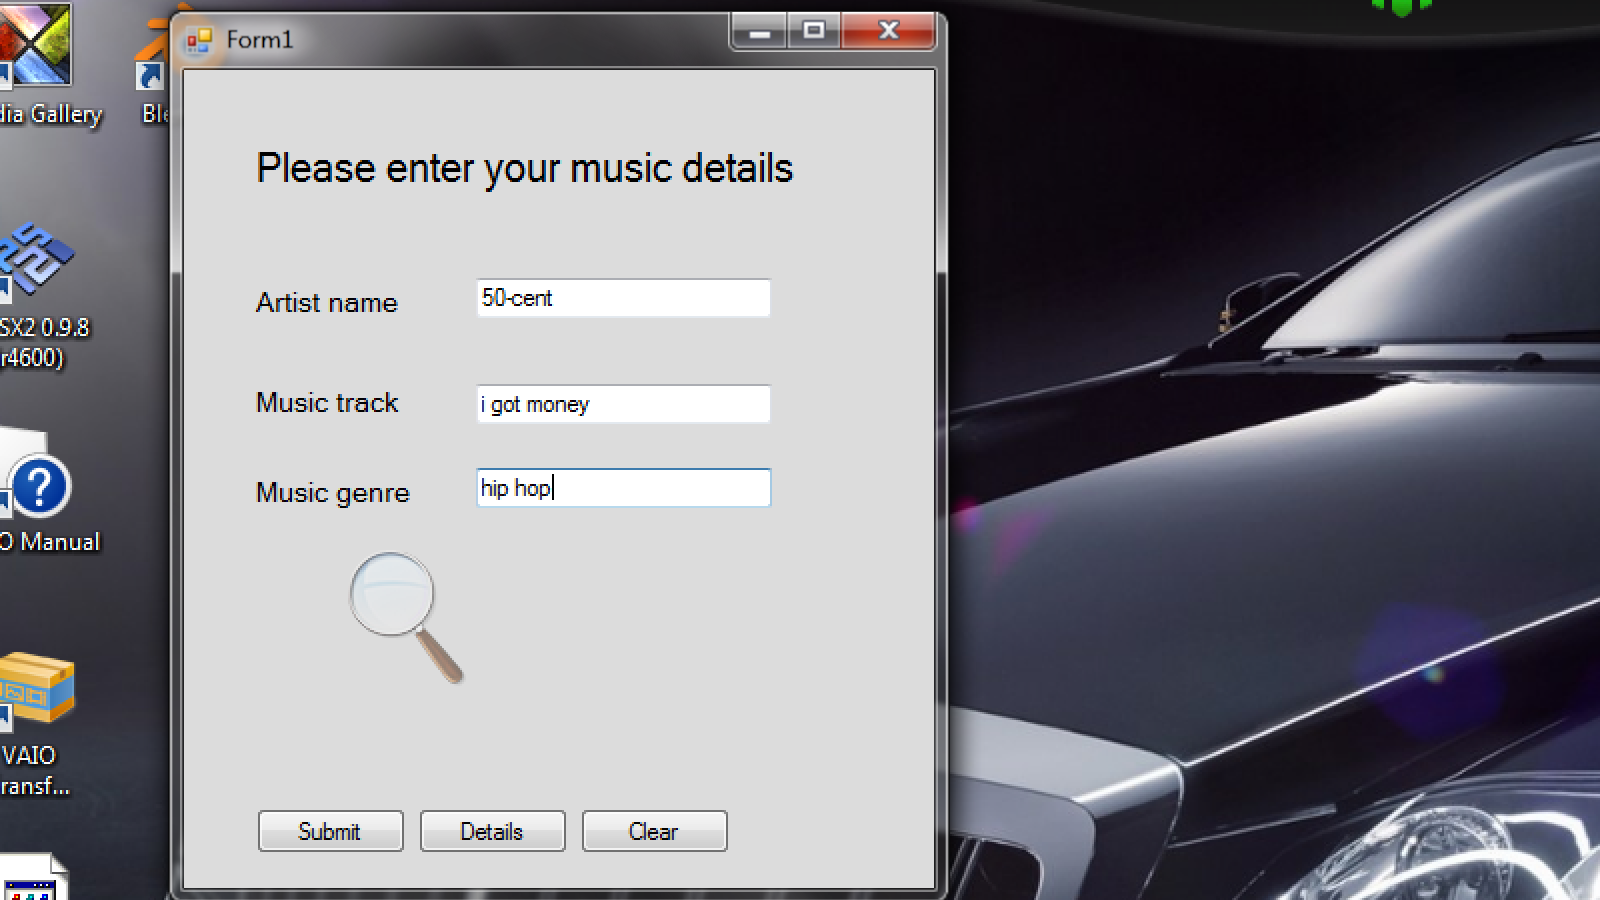 Form1
dia Gallery
Ble
Please enter your music details
Artist name
50-cent
SX2 0.9.8
r4600)
Music track
i got money
Music genre
hip hop
O Manual
VAIO
ransf...
Submit
Details
Clear